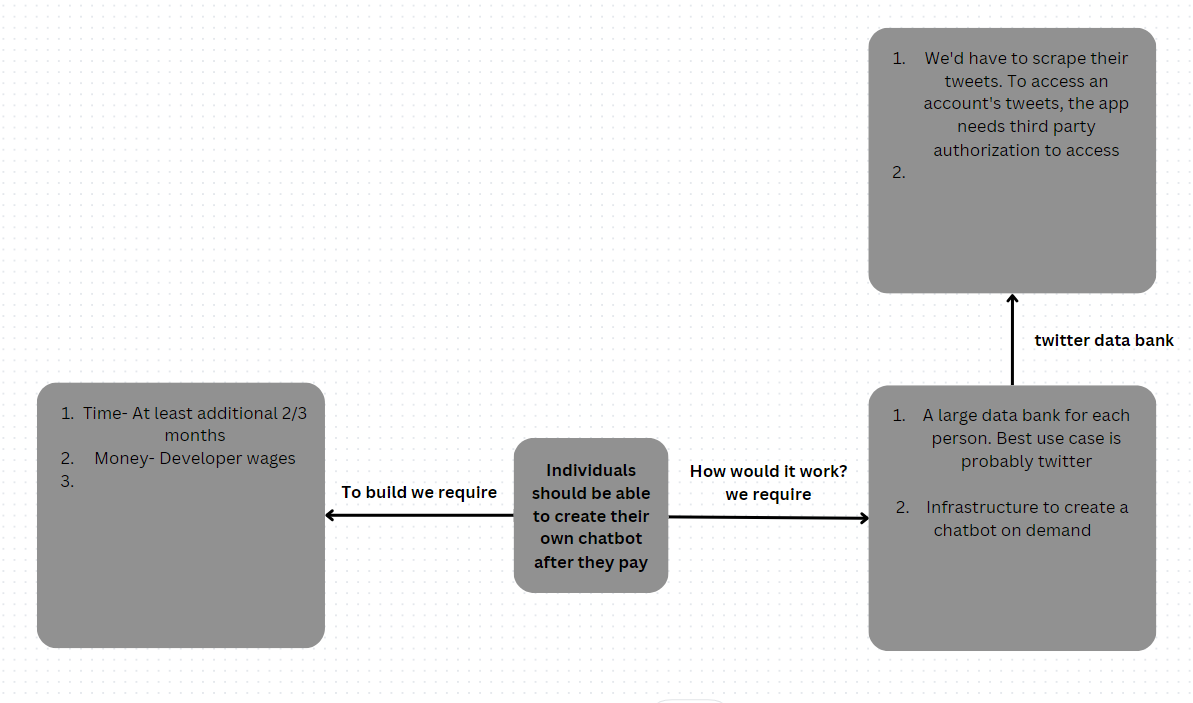 1. We'd have to scrape their
tweets. To access an
account's tweets, the app
needs third party
authorization to access
2.
twitter data bank
1. Time- At least additional 2/3
months
2. Money- Developer wages
3.
To build we require
Individuals
should be able
to create their
own chatbot
after they pay
How would it work?
we require
1. A large data bank for each
person. Best use case is
probably twitter
2. Infrastructure to create a
chatbot on demand